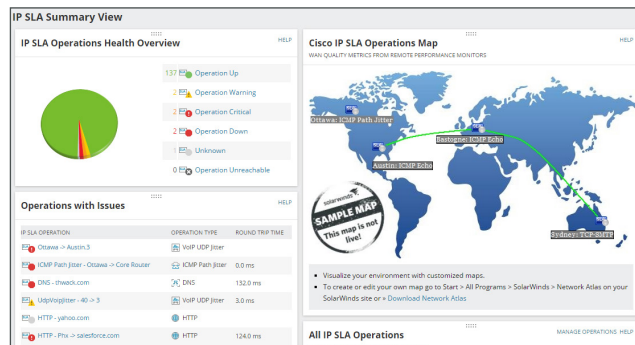 IP SLA Summary View
IP SLA Operations Health Overview
HELP
137 Operation Up
2 Operation Warning
2 Operation Critical
2 Operation Down
1 Unknown
0 Operation Unreachable
Operations with Issues
HELP
IP SLA OPERATION OPERATION TYPE ROUND TRIP TIME
Ottawa -> Austin.3 VoIP UDP Jitter
ICMP Path Jitter - Ottawa -> Core Router ICMP Path Jitter 0.0 ms
DNS - thwack.com DNS 132.0 ms
UdpVoipJitter - 40 -> 3 VoIP UDP Jitter 3.0 ms
HTTP - yahoo.com HTTP
HTTP - Phx -> salesforce.com HTTP 124.0 ms
Cisco IP SLA Operations Map
HELP
WAN QUALITY METRICS FROM REMOTE PERFORMANCE MONITORS
Ottawa: ICMP Path Jitter
Bastogne: ICMP Echo
Austin: ICMP Echo
Sydney: TCP-SMTP
solarwinds
SAMPLE MAP
This map is not
live!
Visualize your environment with customized maps.
To create or edit your own map go to Start > All Programs > SolarWinds > Network Atlas on your
SolarWinds site or » Download Network Atlas
All IP SLA Operations
MANAGE OPERATIONS HELP